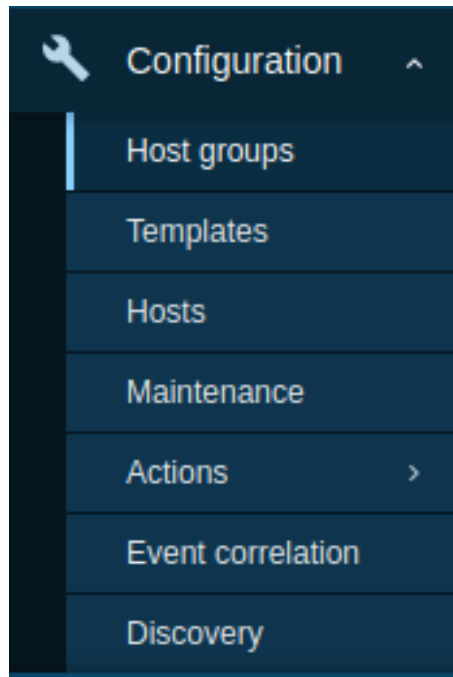 Configuration
Host groups
Templates
Hosts
Maintenance
Actions
Event correlation
Discovery